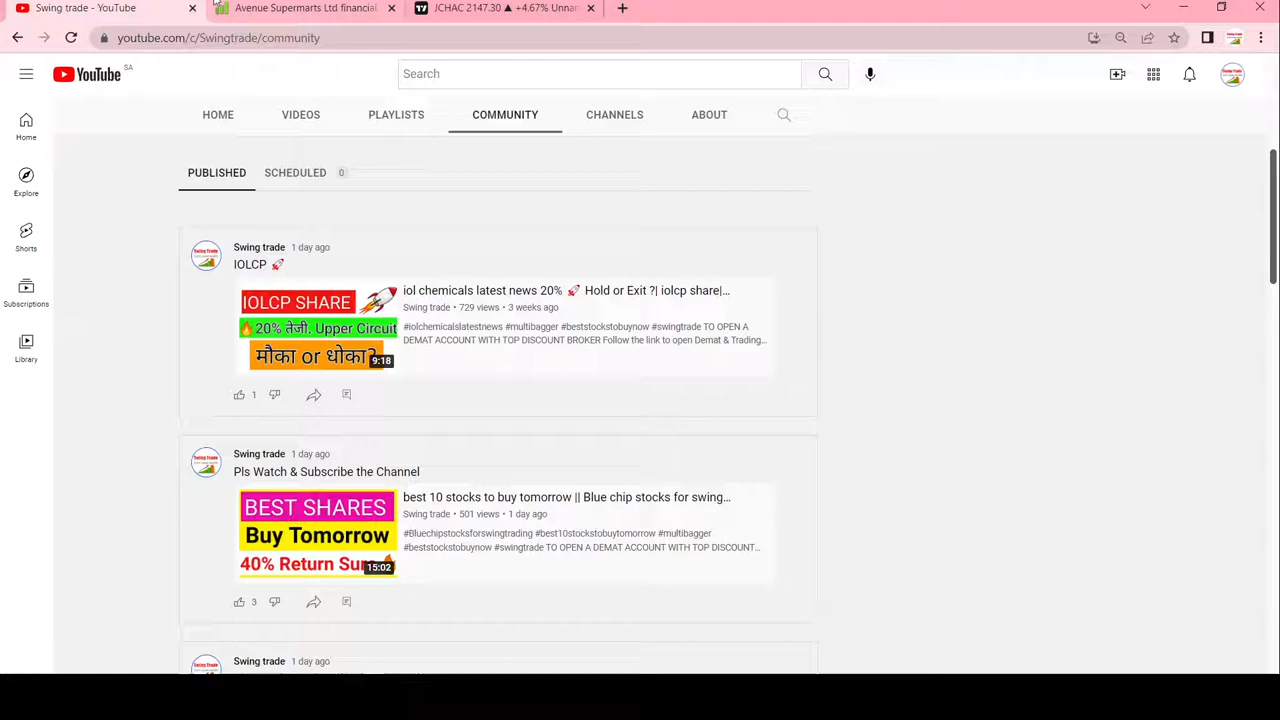 Swing trade - YouTube
Avenue Supermarts Ltd financial
JCHAC 2147.30 ▲ +4.67% Unnar
youtube.com/c/Swingtrade/community
YouTube SA
Search
HOME VIDEOS PLAYLISTS COMMUNITY CHANNELS ABOUT
Home
Explore
Shorts
Subscriptions
Library
PUBLISHED SCHEDULED 0
Swing trade 1 day ago
IOLCP 🚀
IOLCP SHARE 🚀
🔥20% तेजी. Upper Circuit
मौका or धोका?
9:18
iol chemicals latest news 20% 🚀 Hold or Exit ?| iolcp share|...
Swing trade • 729 views • 3 weeks ago
#iolchemicalslatestnews #multibagger #beststockstobuynow #swingtrade TO OPEN A
DEMAT ACCOUNT WITH TOP DISCOUNT BROKER Follow the link to open Demat & Trading...
1
Swing trade 1 day ago
Pls Watch & Subscribe the Channel
BEST SHARES
Buy Tomorrow
40% Return Sur
15:02
best 10 stocks to buy tomorrow || Blue chip stocks for swing...
Swing trade • 501 views • 1 day ago
#Bluechipstocksforswingtrading #best10stockstobuytomorrow #multibagger
#beststockstobuynow #swingtrade TO OPEN A DEMAT ACCOUNT WITH TOP DISCOUNT...
3
Swing trade 1 day ago